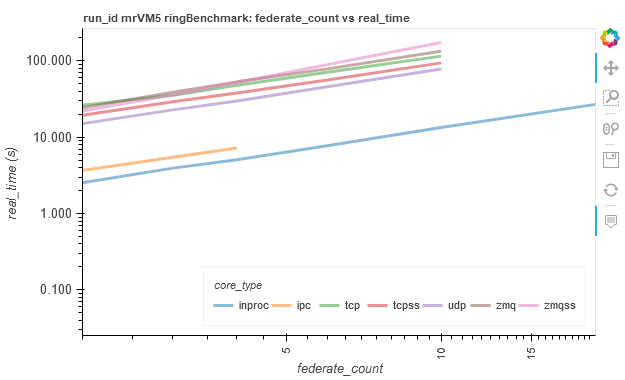 run_id mrVM5 ringBenchmark: federate_count vs real_time
100.000
10.000
1.000
0.100
real_time (s)
core_type
inproc ipc tcp tcpss udp zmq zmqss
5 10 15
federate_count